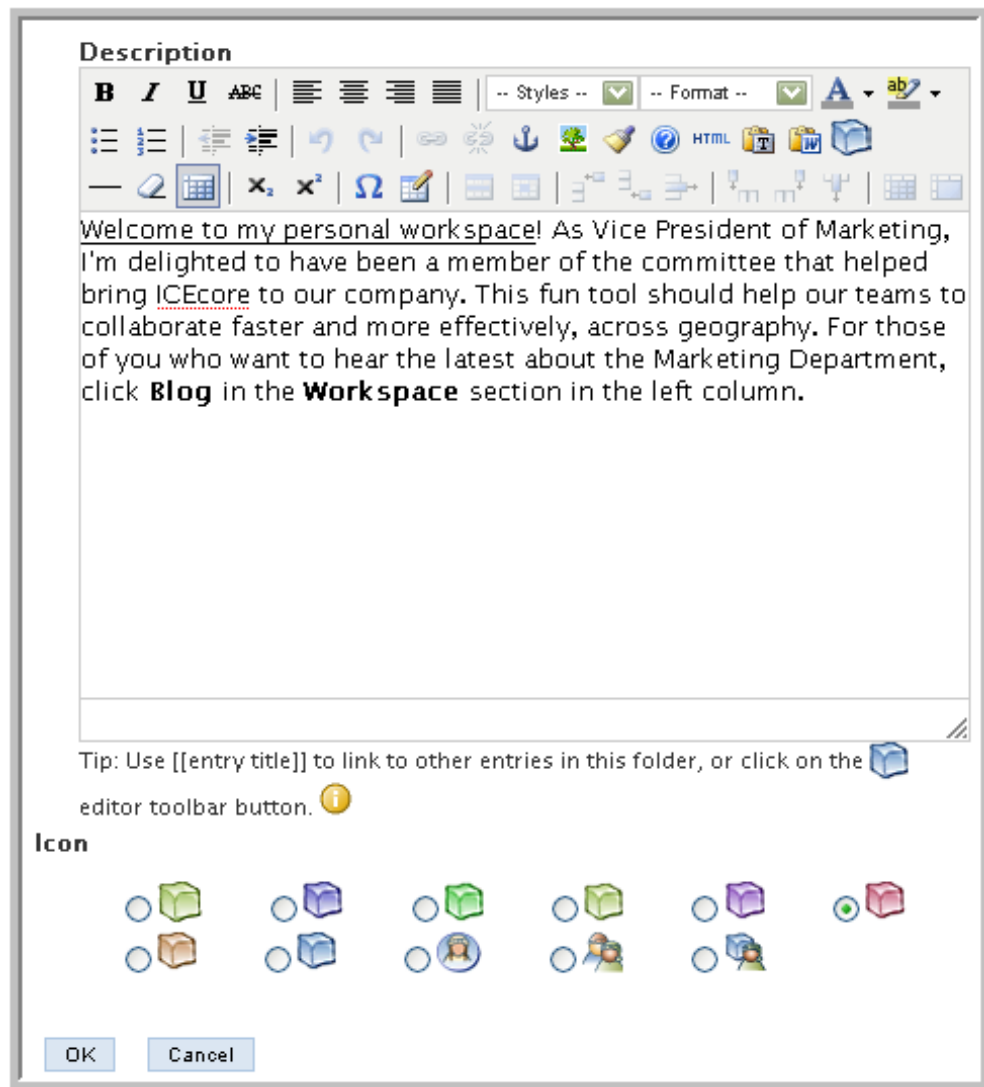 Description
B I U ABC -- Styles -- -- Format -- A ab
HTML T W
x₂ x² Ω
Welcome to my personal workspace! As Vice President of Marketing,
I'm delighted to have been a member of the committee that helped
bring ICEcore to our company. This fun tool should help our teams to
collaborate faster and more effectively, across geography. For those
of you who want to hear the latest about the Marketing Department,
click Blog in the Workspace section in the left column.
Tip: Use [[entry title]] to link to other entries in this folder, or click on the
editor toolbar button.
Icon
OK Cancel